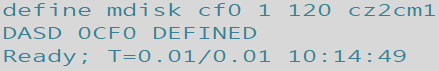 define mdisk cf0 1 120 cz2cm1
DASD 0CF0 DEFINED
Ready; T=0.01/0.01 10:14:49